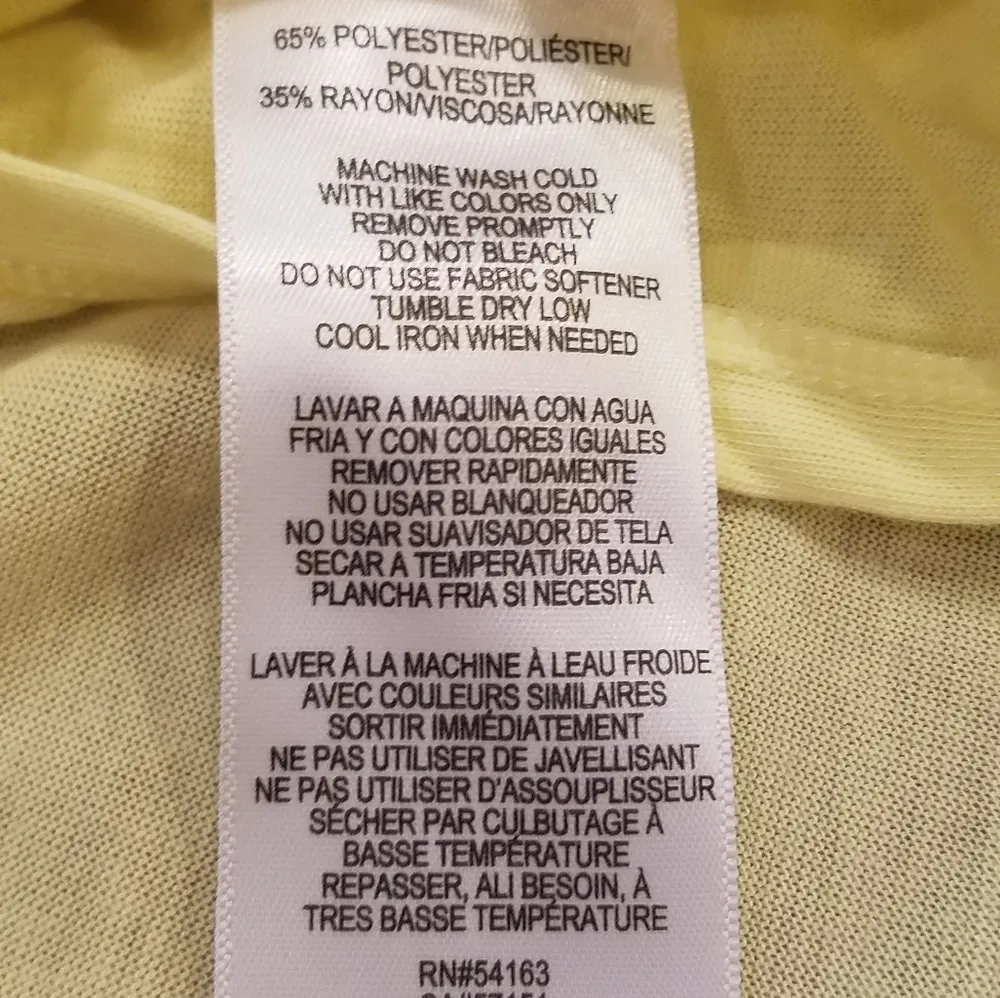 65% POLYESTER/POLIÉSTER/
POLYESTER
35% RAYON/VISCOSA/RAYONNE
MACHINE WASH COLD
WITH LIKE COLORS ONLY
REMOVE PROMPTLY
DO NOT BLEACH
DO NOT USE FABRIC SOFTENER
TUMBLE DRY LOW
COOL IRON WHEN NEEDED
LAVAR A MAQUINA CON AGUA
FRIA Y CON COLORES IGUALES
REMOVER RAPIDAMENTE
NO USAR BLANQUEADOR
NO USAR SUAVISADOR DE TELA
SECAR A TEMPERATURA BAJA
PLANCHA FRIA SI NECESITA
LAVER À LA MACHINE À LEAU FROIDE
AVEC COULEURS SIMILAIRES
SORTIR IMMÉDIATEMENT
NE PAS UTILISER DE JAVELLISANT
NE PAS UTILISER D'ASSOUPLISSEUR
SÉCHER PAR CULBUTAGE À
BASSE TEMPÉRATURE
REPASSER, ALI BESOIN, À
TRES BASSE TEMPÉRATURE
RN#54163